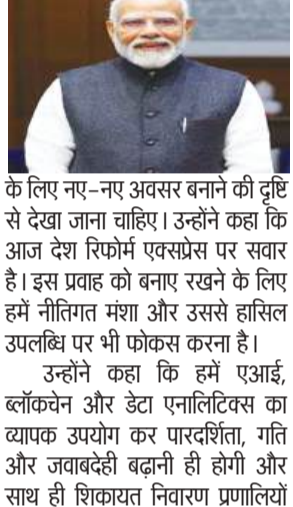 के लिए नए-नए अवसर बनाने की दृष्टि
से देखा जाना चाहिए। उन्होंने कहा कि
आज देश रिफोर्म एक्सप्रेस पर सवार
है। इस प्रवाह को बनाए रखने के लिए
हमें नीतिगत मंशा और उससे हासिल
उपलब्धि पर भी फोकस करना है।
उन्होंने कहा कि हमें एआई,
ब्लॉकचेन और डेटा एनालिटिक्स का
व्यापक उपयोग कर पारदर्शिता, गति
और जवाबदेही बढ़ानी ही होगी और
साथ ही शिकायत निवारण प्रणालियों